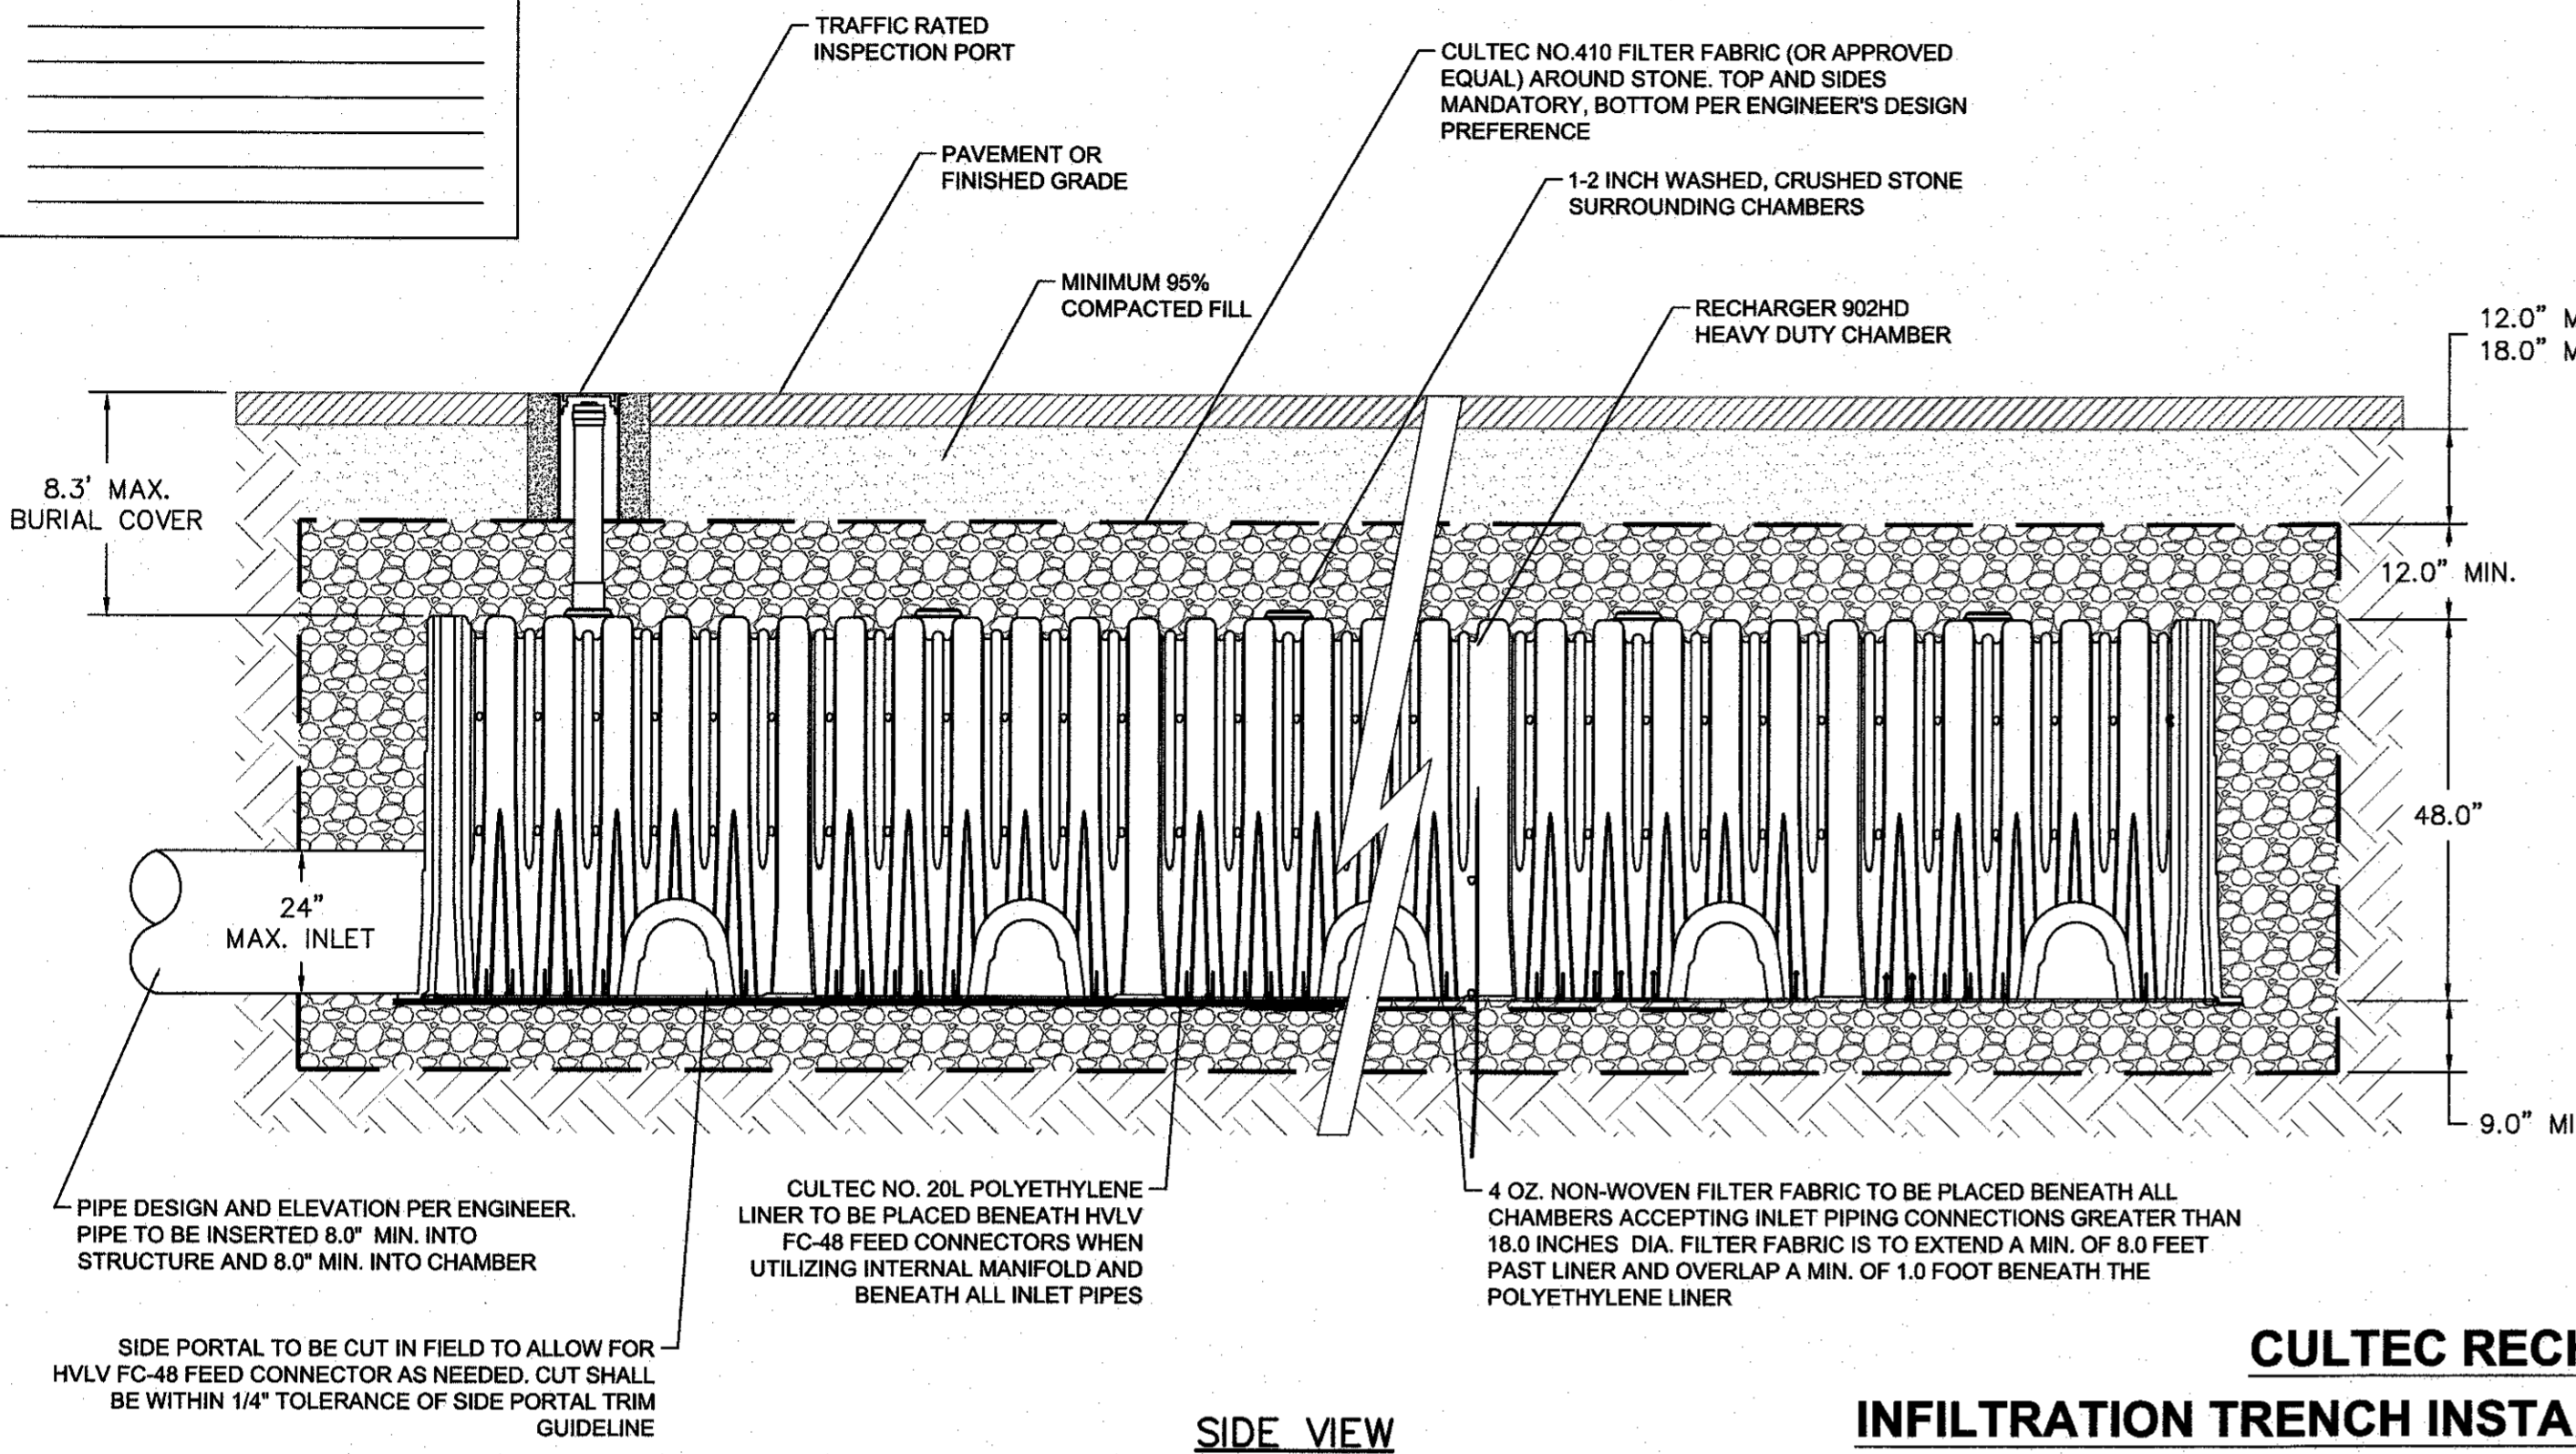 TRAFFIC RATED
INSPECTION PORT
CULTEC NO.410 FILTER FABRIC (OR APPROVED
EQUAL) AROUND STONE. TOP AND SIDES
MANDATORY, BOTTOM PER ENGINEER'S DESIGN
PREFERENCE
PAVEMENT OR
FINISHED GRADE
1-2 INCH WASHED, CRUSHED STONE
SURROUNDING CHAMBERS
MINIMUM 95%
COMPACTED FILL
RECHARGER 902HD
HEAVY DUTY CHAMBER
12.0"
18.0"
8.3' MAX.
BURIAL COVER
12.0" MIN.
48.0"
24"
MAX. INLET
9.0"
PIPE DESIGN AND ELEVATION PER ENGINEER.
PIPE TO BE INSERTED 8.0" MIN. INTO
STRUCTURE AND 8.0" MIN. INTO CHAMBER
CULTEC NO. 20L POLYETHYLENE
LINER TO BE PLACED BENEATH HVLV
FC-48 FEED CONNECTORS WHEN
UTILIZING INTERNAL MANIFOLD AND
BENEATH ALL INLET PIPES
4 OZ. NON-WOVEN FILTER FABRIC TO BE PLACED BENEATH ALL
CHAMBERS ACCEPTING INLET PIPING CONNECTIONS GREATER THAN
18.0 INCHES DIA. FILTER FABRIC IS TO EXTEND A MIN. OF 8.0 FEET
PAST LINER AND OVERLAP A MIN. OF 1.0 FOOT BENEATH THE
POLYETHYLENE LINER
SIDE PORTAL TO BE CUT IN FIELD TO ALLOW FOR
HVLV FC-48 FEED CONNECTOR AS NEEDED. CUT SHALL
BE WITHIN 1/4" TOLERANCE OF SIDE PORTAL TRIM
GUIDELINE
SIDE VIEW
CULTEC
INFILTRATION TRENCH